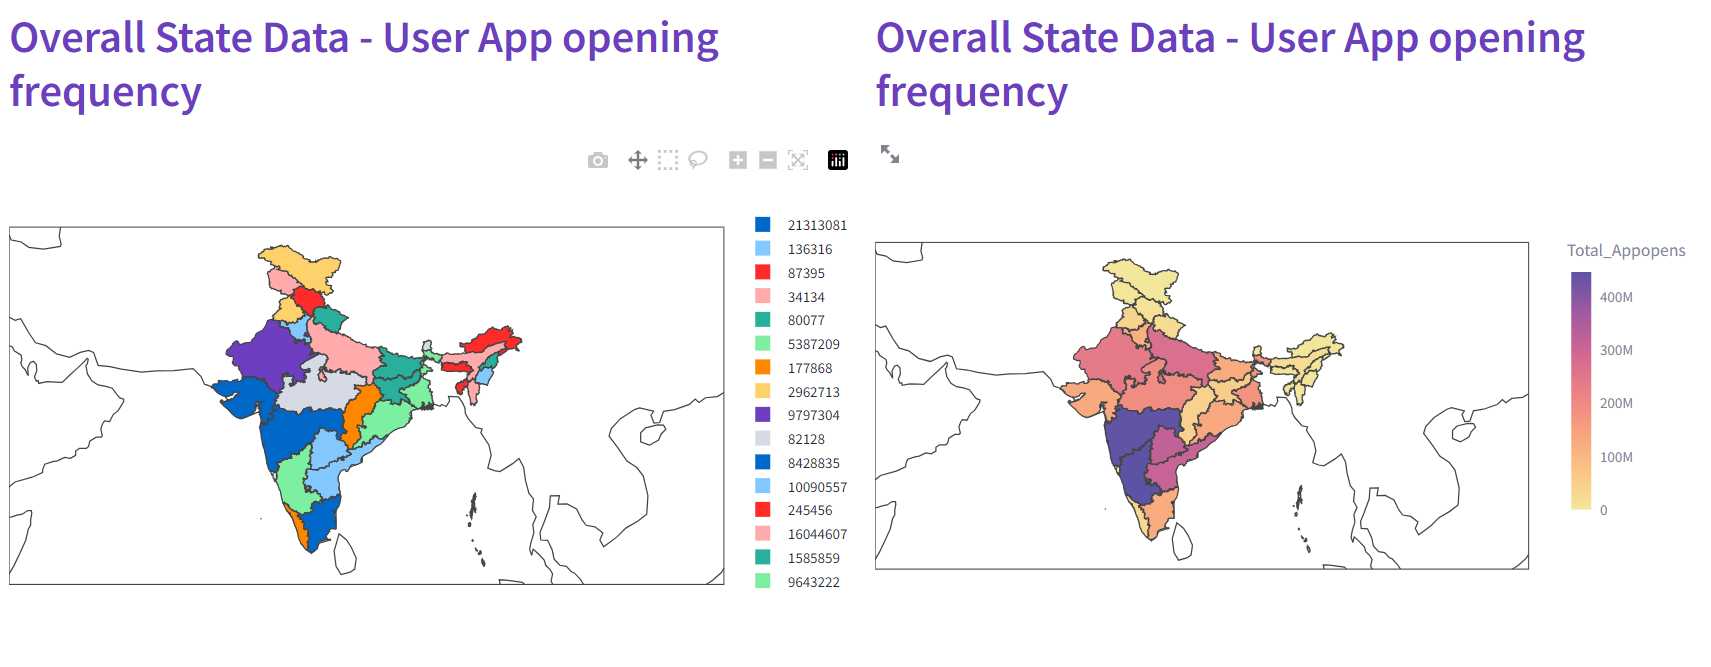 Overall State Data - User App opening
frequency
21313081
136316
87395
34134
80077
5387209
177868
2962713
9797304
82128
8428835
10090557
245456
16044607
1585859
9643222
Overall State Data - User App opening
frequency
Total_Appopens
400M
300M
200M
100M
0